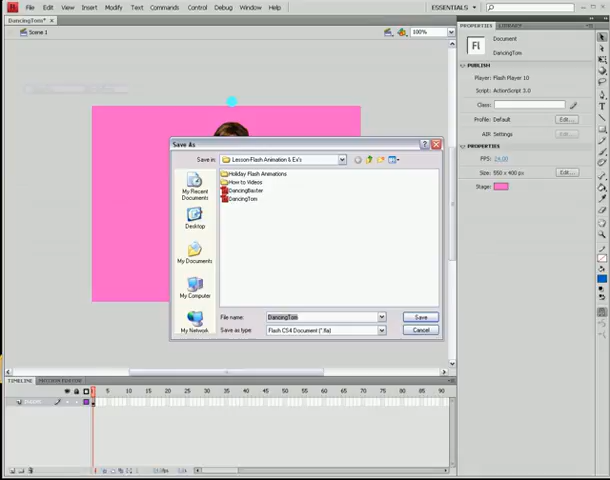 File Edit View Insert Modify Text Commands Control Debug Window Help
ESSENTIALS
DancingTom*
Scene 1
100%
PROPERTIES LIBRARY
Fl
Document
DancingTom
PUBLISH
Player: Flash Player 10
Script: ActionScript 3.0
Class:
Profile: Default Edit...
AIR Settings
PROPERTIES
FPS: 24.00
Size: 550 x 400 px Edit...
Stage:
Save As
Save in: Lesson-Flash Animation & Ex's
My Recent Documents
Desktop
My Documents
My Computer
My Network
Holiday Flash Animations
How to Videos
DancingBaxter
DancingTom
File name: DancingTom Save
Save as type: Flash CS4 Document (*.fla) Cancel
TIMELINE MOTION EDITOR
1 5 10 15 20 25 30 35 40 45 50 55 60 65 70 75 80 85 90